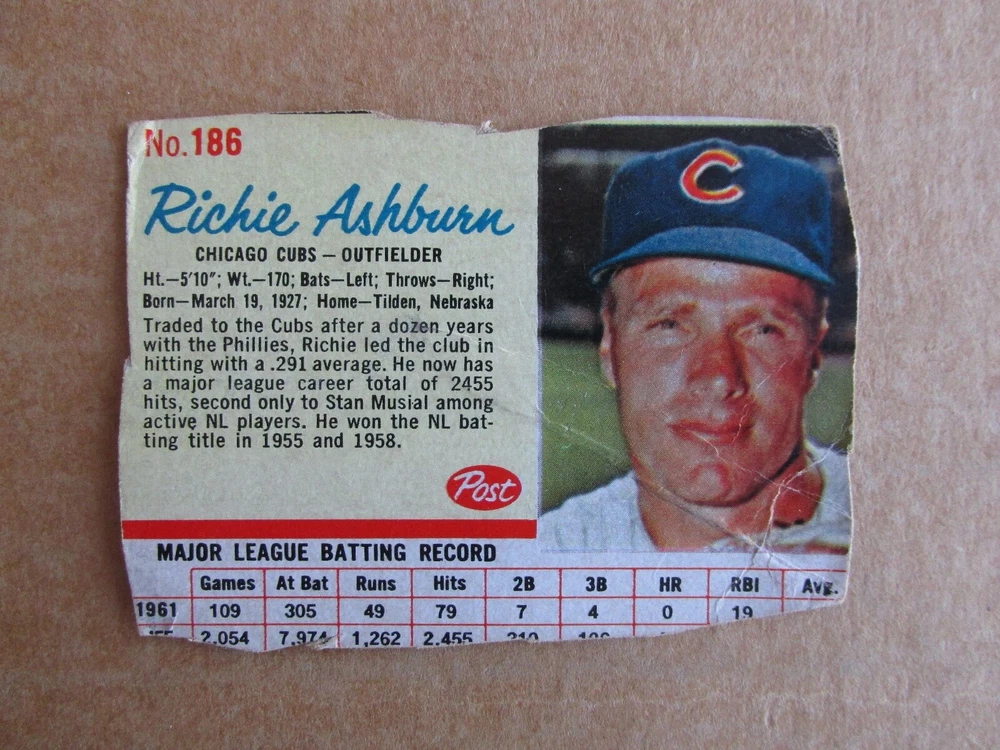 No.186
Richie Ashburn
CHICAGO CUBS — OUTFIELDER
Ht.—5'10"; Wt.—170; Bats—Left; Throws—Right;
Born—March 19, 1927; Home—Tilden, Nebraska
Traded to the Cubs after a dozen years
with the Phillies, Richie led the club in
hitting with a .291 average. He now has
a major league career total of 2455
hits, second only to Stan Musial among
active NL players. He won the NL bat-
ting title in 1955 and 1958.
Post
C
MAJOR LEAGUE BATTING RECORD
Games At Bat Runs Hits 2B 3B HR RBI Avg.
1961 109 305 49 79 7 4 0 19
2,054 7,974 1,262 2,455